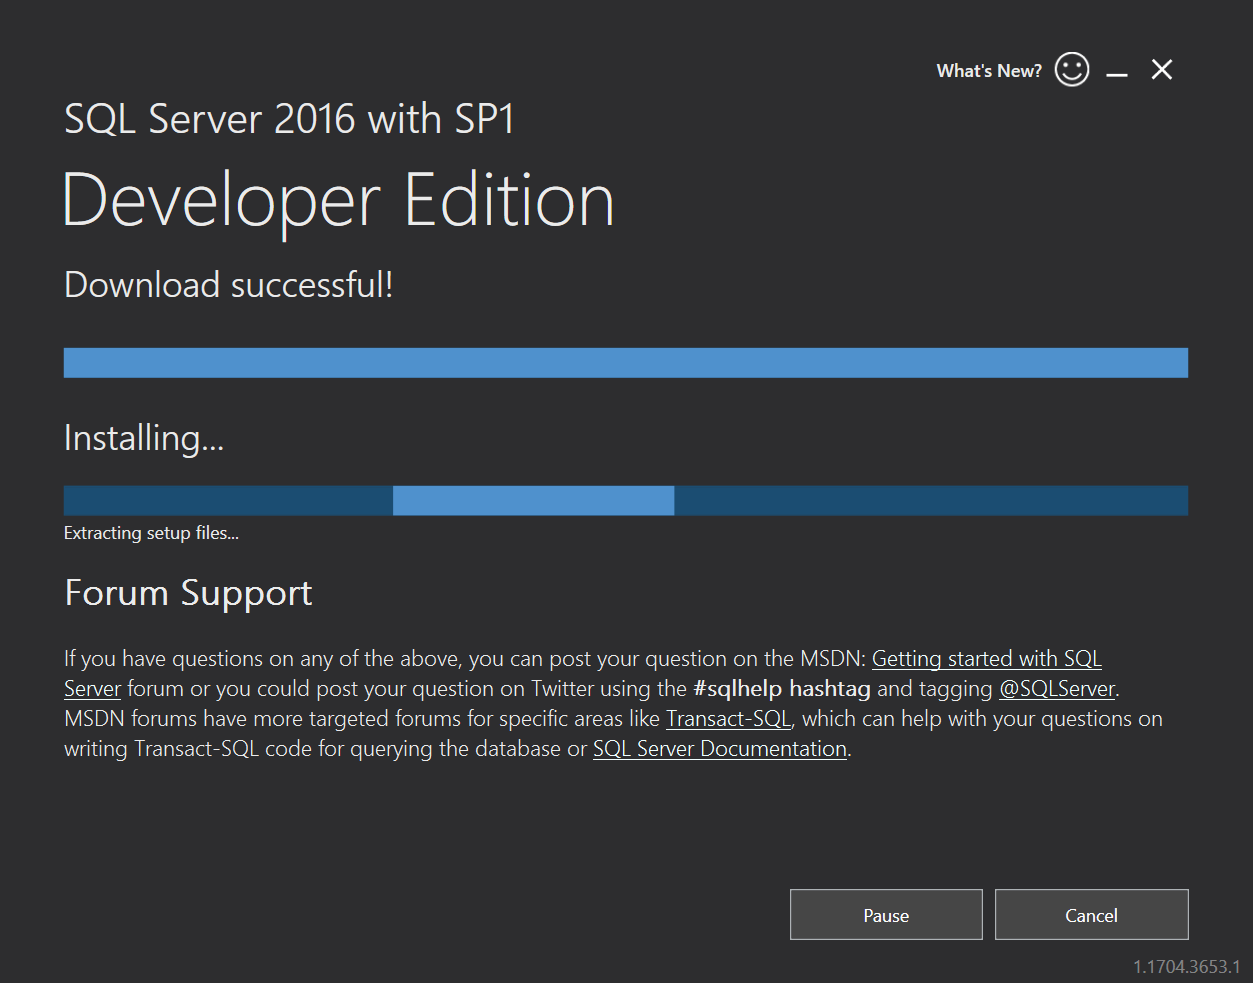 What's New?
SQL Server 2016 with SP1
Developer Edition
Download successful!
Installing...
Extracting setup files...
Forum Support
If you have questions on any of the above, you can post your question on the MSDN: Getting started with SQL
Server forum or you could post your question on Twitter using the #sqlhelp hashtag and tagging @SQLServer.
MSDN forums have more targeted forums for specific areas like Transact-SQL, which can help with your questions on
writing Transact-SQL code for querying the database or SQL Server Documentation.
Pause
Cancel
1.1704.3653.1